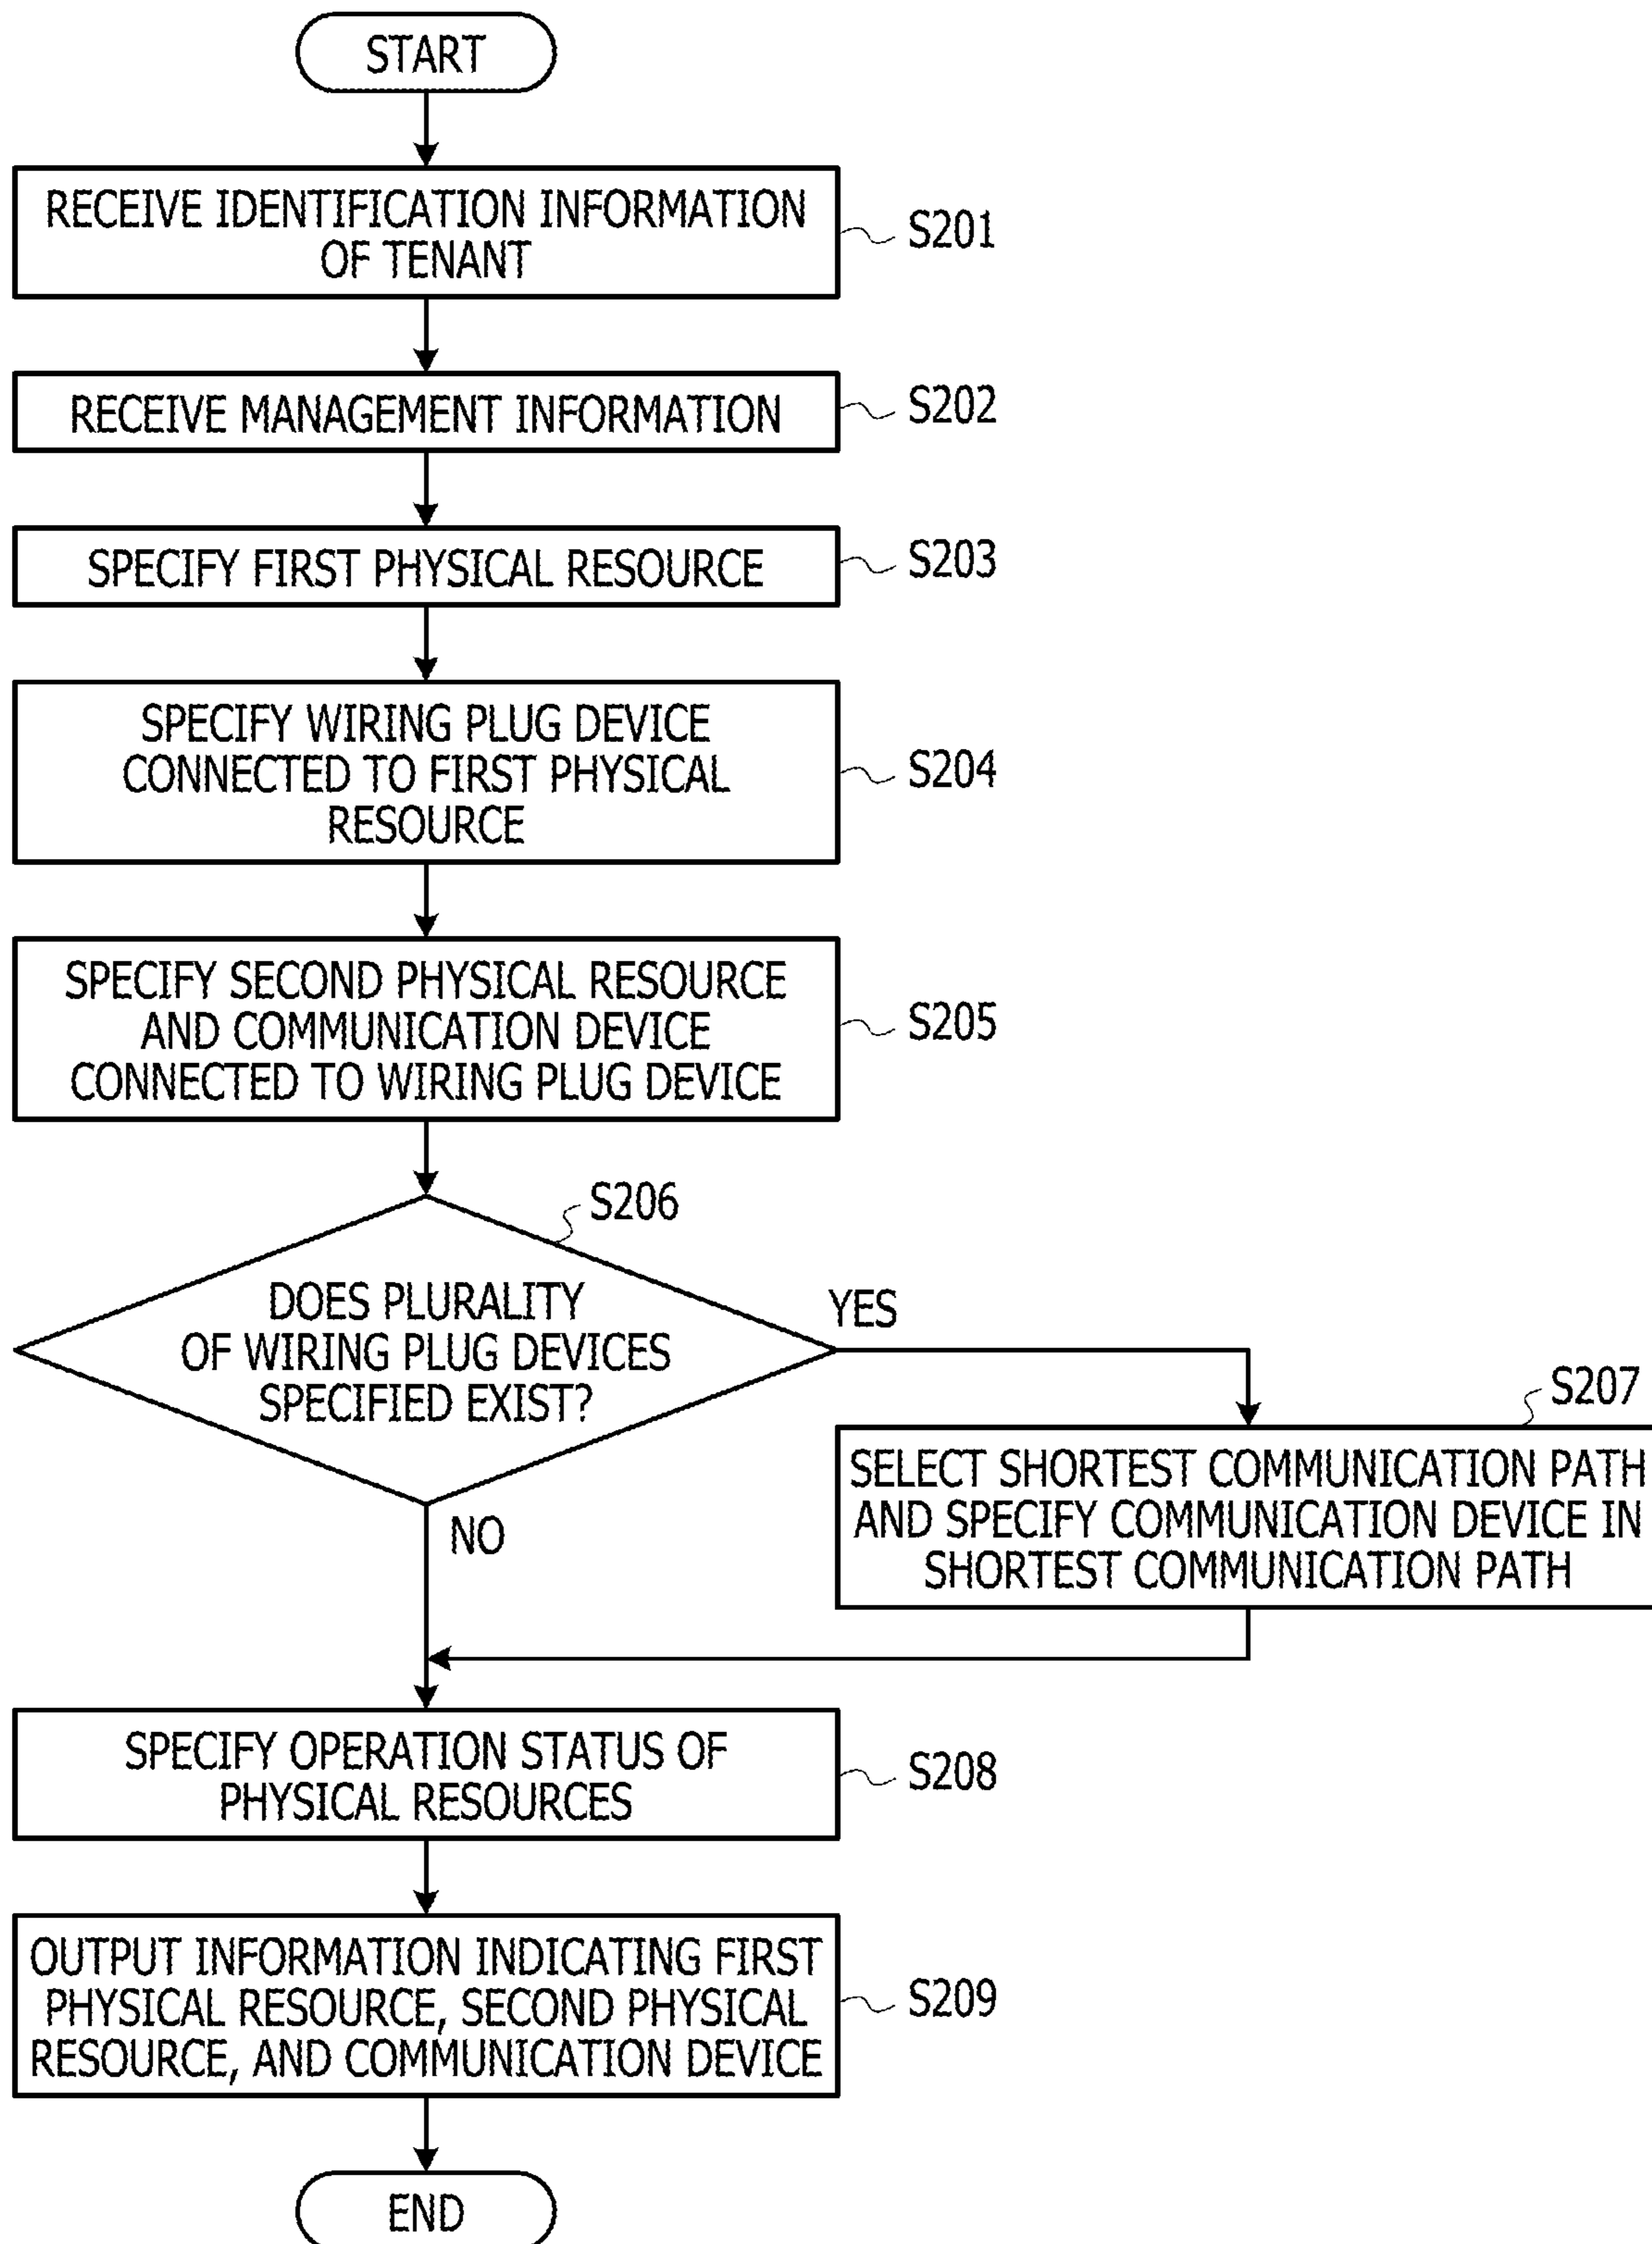 START
RECEIVE IDENTIFICATION INFORMATION
OF TENANT
S201
RECEIVE MANAGEMENT INFORMATION
S202
SPECIFY FIRST PHYSICAL RESOURCE
S203
SPECIFY WIRING PLUG DEVICE
CONNECTED TO FIRST PHYSICAL
RESOURCE
S204
SPECIFY SECOND PHYSICAL RESOURCE
AND COMMUNICATION DEVICE
CONNECTED TO WIRING PLUG DEVICE
S205
S206
DOES PLURALITY
OF WIRING PLUG DEVICES
SPECIFIED EXIST?
YES
S207
SELECT SHORTEST COMMUNICATION PATH
AND SPECIFY COMMUNICATION DEVICE IN
SHORTEST COMMUNICATION PATH
NO
SPECIFY OPERATION STATUS OF
PHYSICAL RESOURCES
S208
OUTPUT INFORMATION INDICATING FIRST
PHYSICAL RESOURCE, SECOND PHYSICAL
RESOURCE, AND COMMUNICATION DEVICE
S209
END